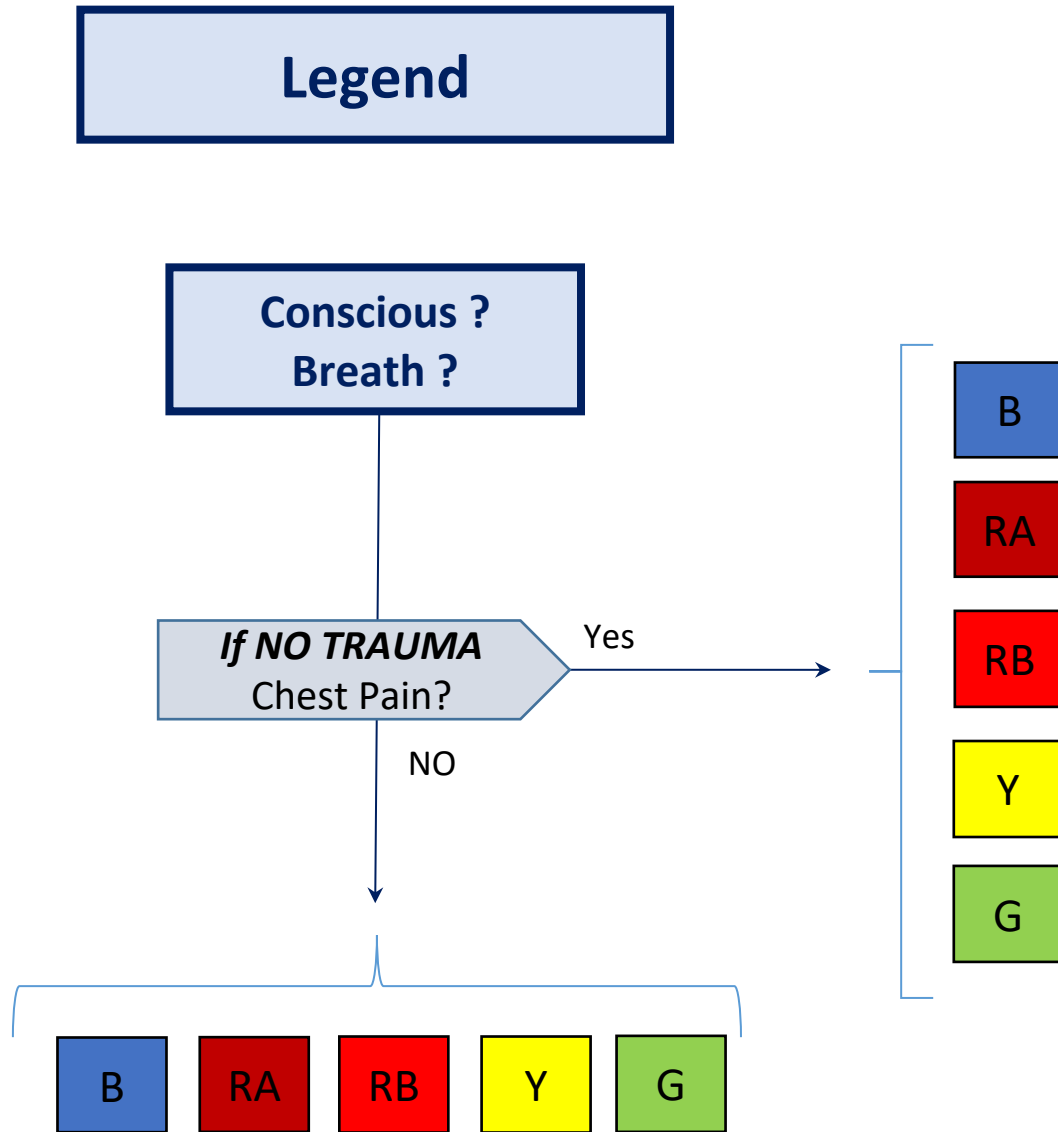 Legend
Conscious ?
Breath ?
If NO TRAUMA
Chest Pain?
Yes
NO
B
RA
RB
Y
G
B
RA
RB
Y
G